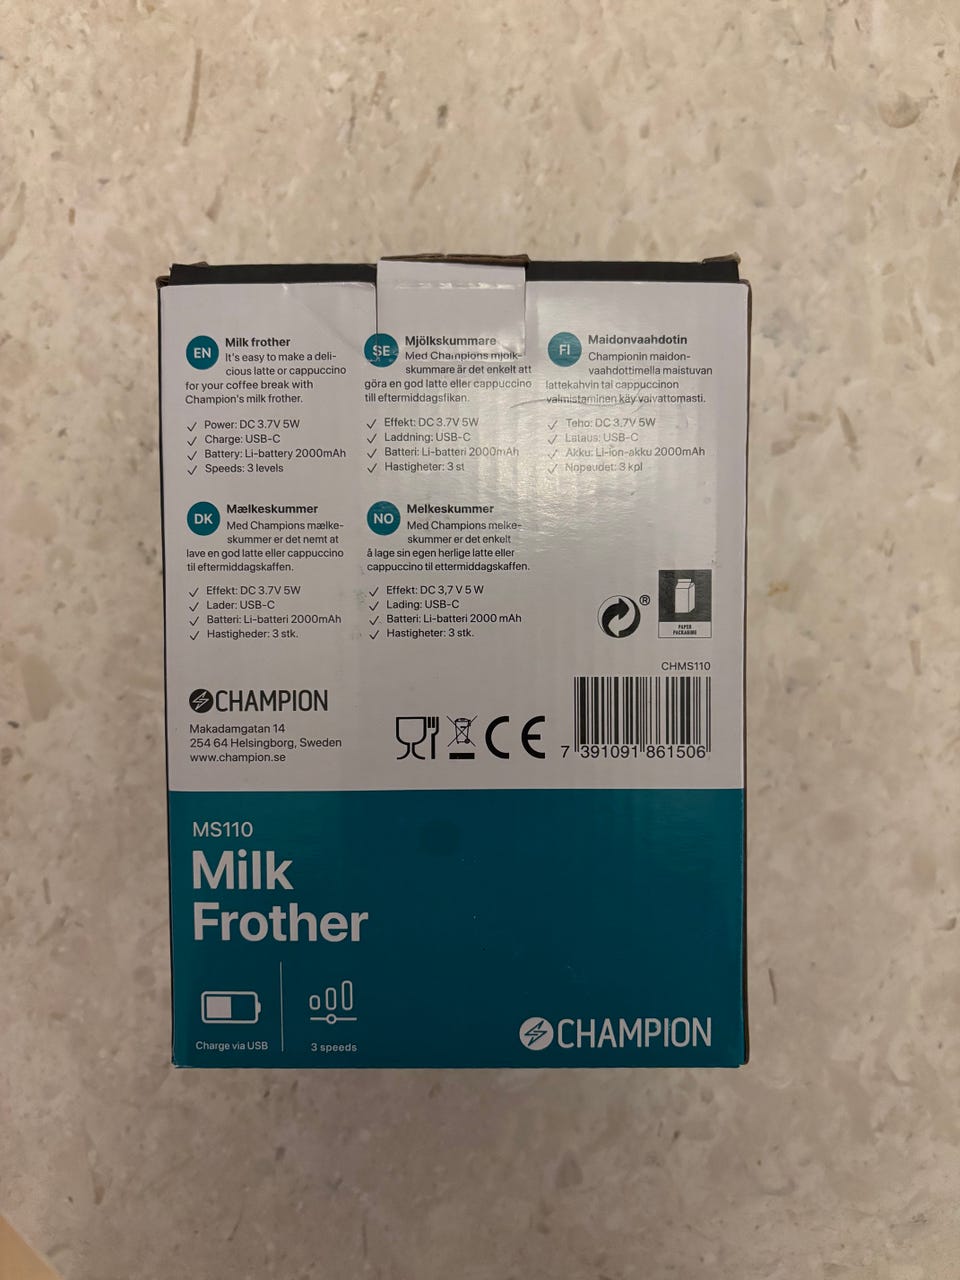 EN
Milk frother
It's easy to make a deli-
cious latte or cappuccino
for your coffee break with
Champion's milk frother.
Power: DC 3.7V 5W
Charge: USB-C
Battery: Li-battery 2000mAh
Speeds: 3 levels
SE
Mjölkskummare
Med Champions mjölk-
skummare är det enkelt att
göra en god latte eller cappuccino
till eftermiddagsfikan.
Effekt: DC 3.7V 5W
Laddning: USB-C
Batteri: Li-batteri 2000mAh
Hastigheter: 3 st
FI
Maidonvaahdotin
Championin maidon-
vaahdottimella maistuvan
lattekahvin tai cappuccinon
valmistaminen käy vaivattomasti.
Teho: DC 3,7V 5W
Lataus: USB-C
Akku: Li-ion-akku 2000mAh
Nopeudet: 3 kpl
DK
Mælkeskummer
Med Champions mælke-
skummer er det nemt at
lave en god latte eller cappuccino
til eftermiddagskaffen.
Effekt: DC 3.7V 5W
Lader: USB-C
Batteri: Li-batteri 2000mAh
Hastigheder: 3 stk.
NO
Melkeskummer
Med Champions melke-
skummer er det enkelt
å lage sin egen herlige latte eller
cappuccino til ettermiddagskaffen.
Effekt: DC 3,7 V 5 W
Lading: USB-C
Batteri: Li-batteri 2000 mAh
Hastigheter: 3 stk.
®
PAPER
PACKAGING
CHAMPION
Makadamgatan 14
254 64 Helsingborg, Sweden
www.champion.se
CE
CHMS110
7 391091 861506
MS110
Milk
Frother
Charge via USB
3 speeds
CHAMPION